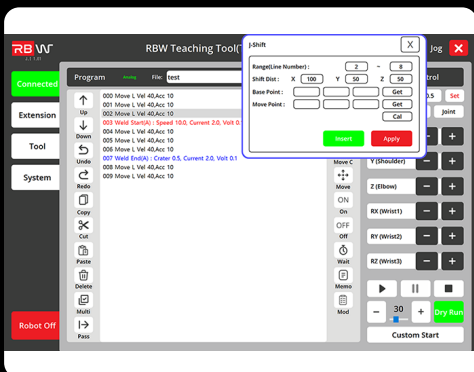 RBW
RBW Teaching Tool(
Jog
X
Connected
Extension
Tool
System
Robot Off
Program
Analog
File:
test
Up
Down
Undo
Redo
Copy
Cut
Paste
Delete
Multi
Pass
000 Move L Vel 40,Acc 10
001 Move L Vel 40,Acc 10
002 Move L Vel 40,Acc 10
003 Weld Start(A) : Speed 10.0, Current 2.0, Volt 0.
004 Move L Vel 40,Acc 10
005 Move L Vel 40,Acc 10
006 Move L Vel 40,Acc 10
007 Weld End(A) : Crater 0.5, Current 2.0, Volt 0.1
008 Move L Vel 40,Acc 10
009 Move L Vel 40,Acc 10
J-Shift
X
Range(Line Number) : 2 ~ 8
Shift Dist : X 100 Y 50 Z 50
Base Point : Get
Move Point : Get
Cal
Insert
Apply
Move C
Move
ON
On
OFF
Off
Wait
Memo
Mod
trol
0.5
Set
Joint
Y (Shoulder) - +
Z (Elbow) - +
RX (Wrist1) - +
RY (Wrist2) - +
RZ (Wrist3) - +
- 30 +
Dry Run
Custom Start